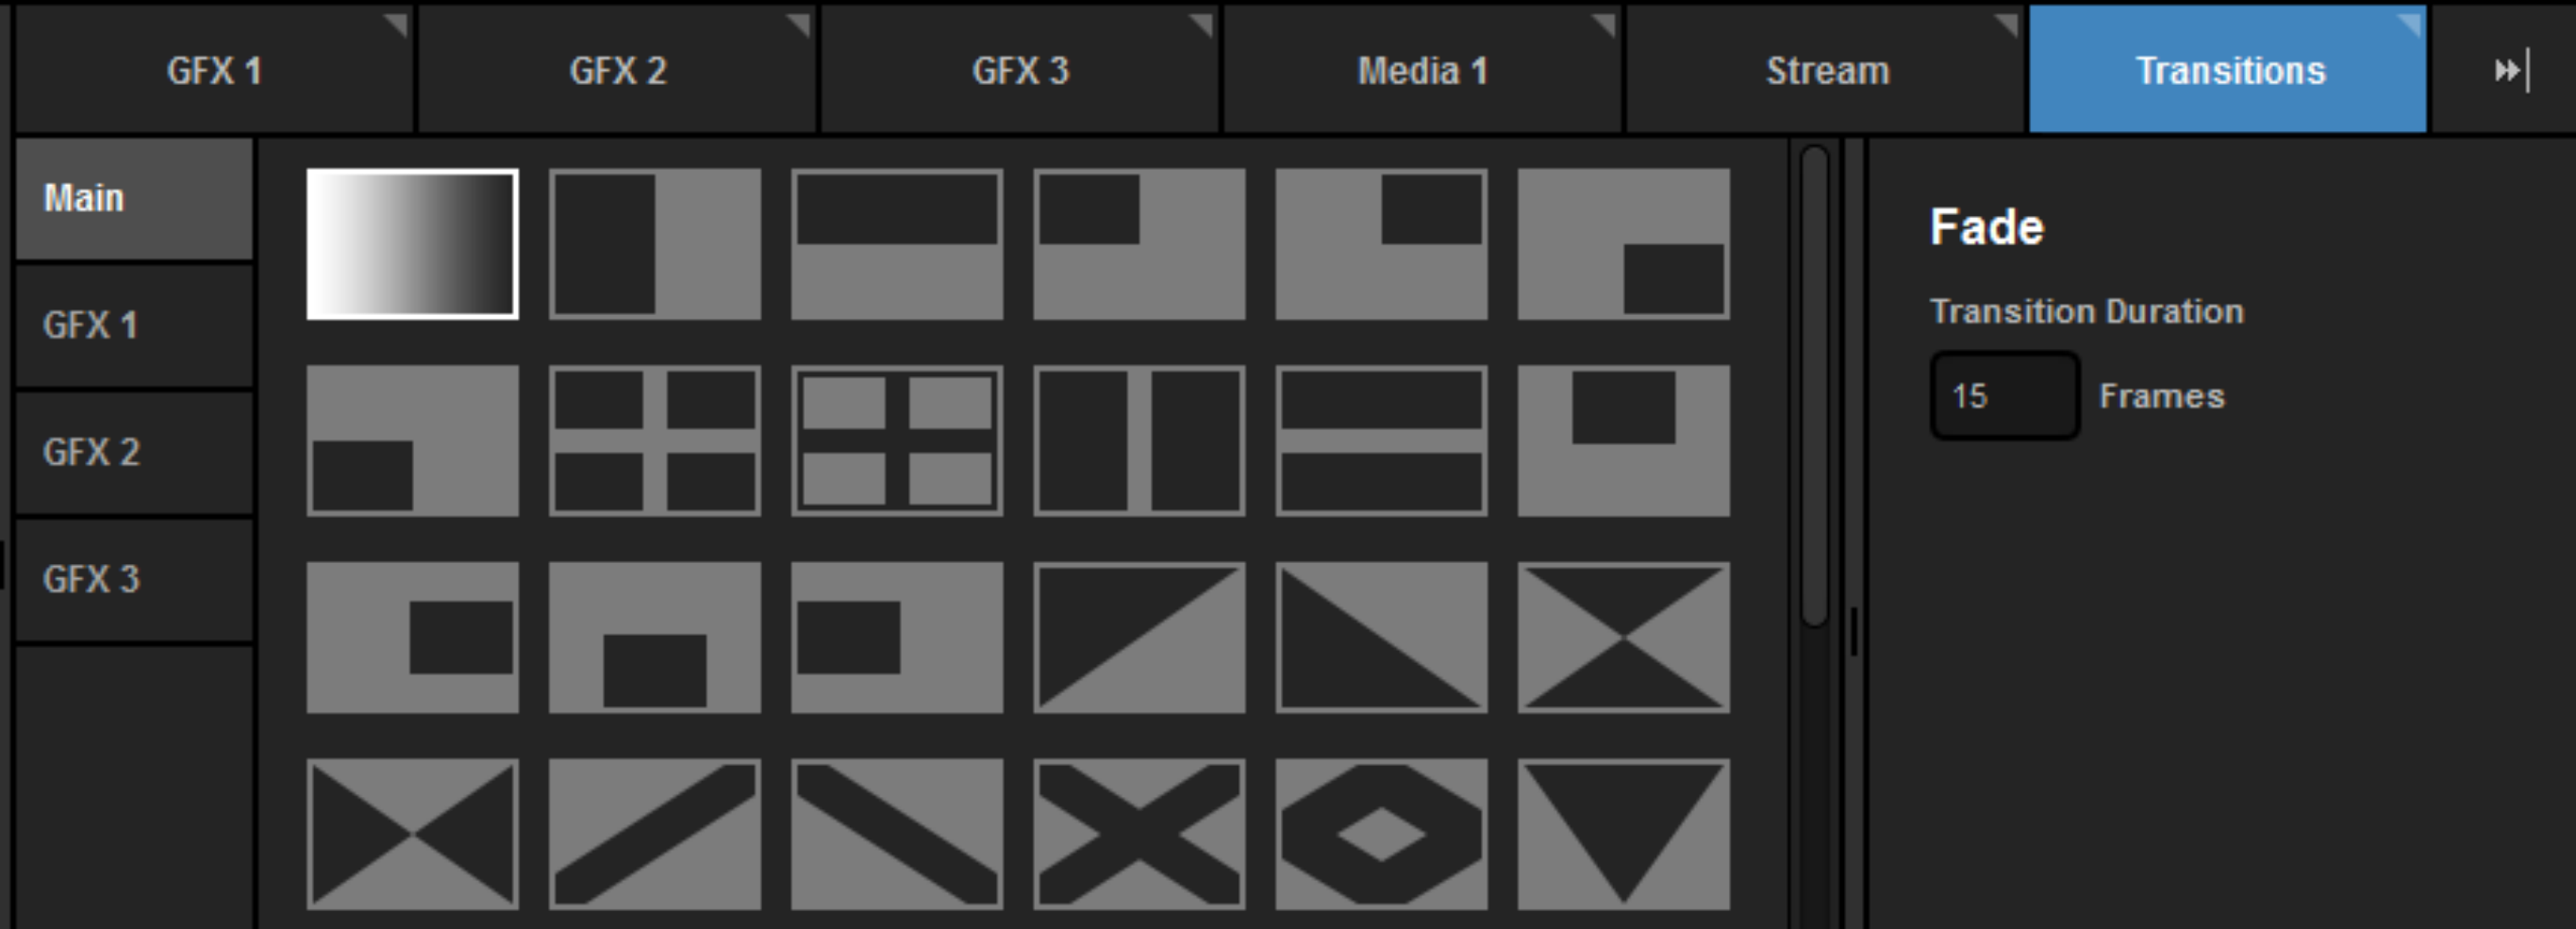 GFX 1 GFX 2 GFX 3 Media 1 Stream Transitions
Main
GFX 1
GFX 2
GFX 3
Fade
Transition Duration
15 Frames